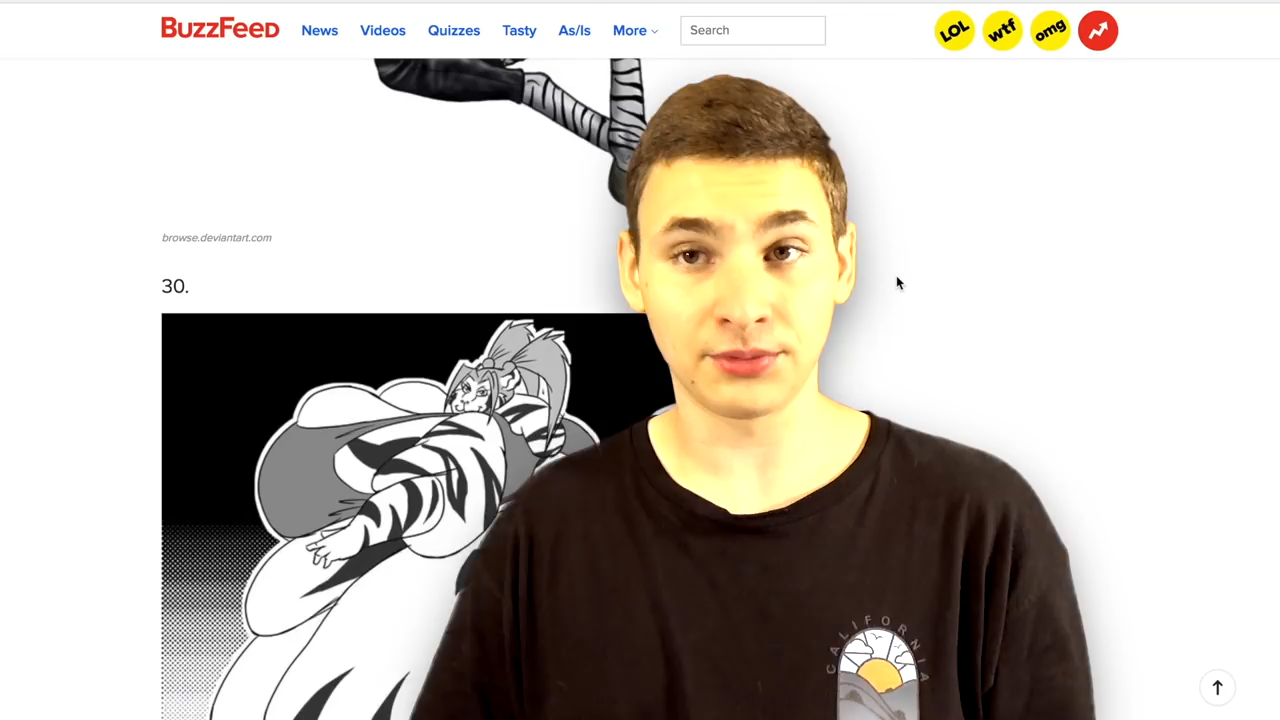 BuzzFeed News Videos Quizzes Tasty As/Is More Search LOL wtf omg
browse.deviantart.com
30.
CALIFORNIA